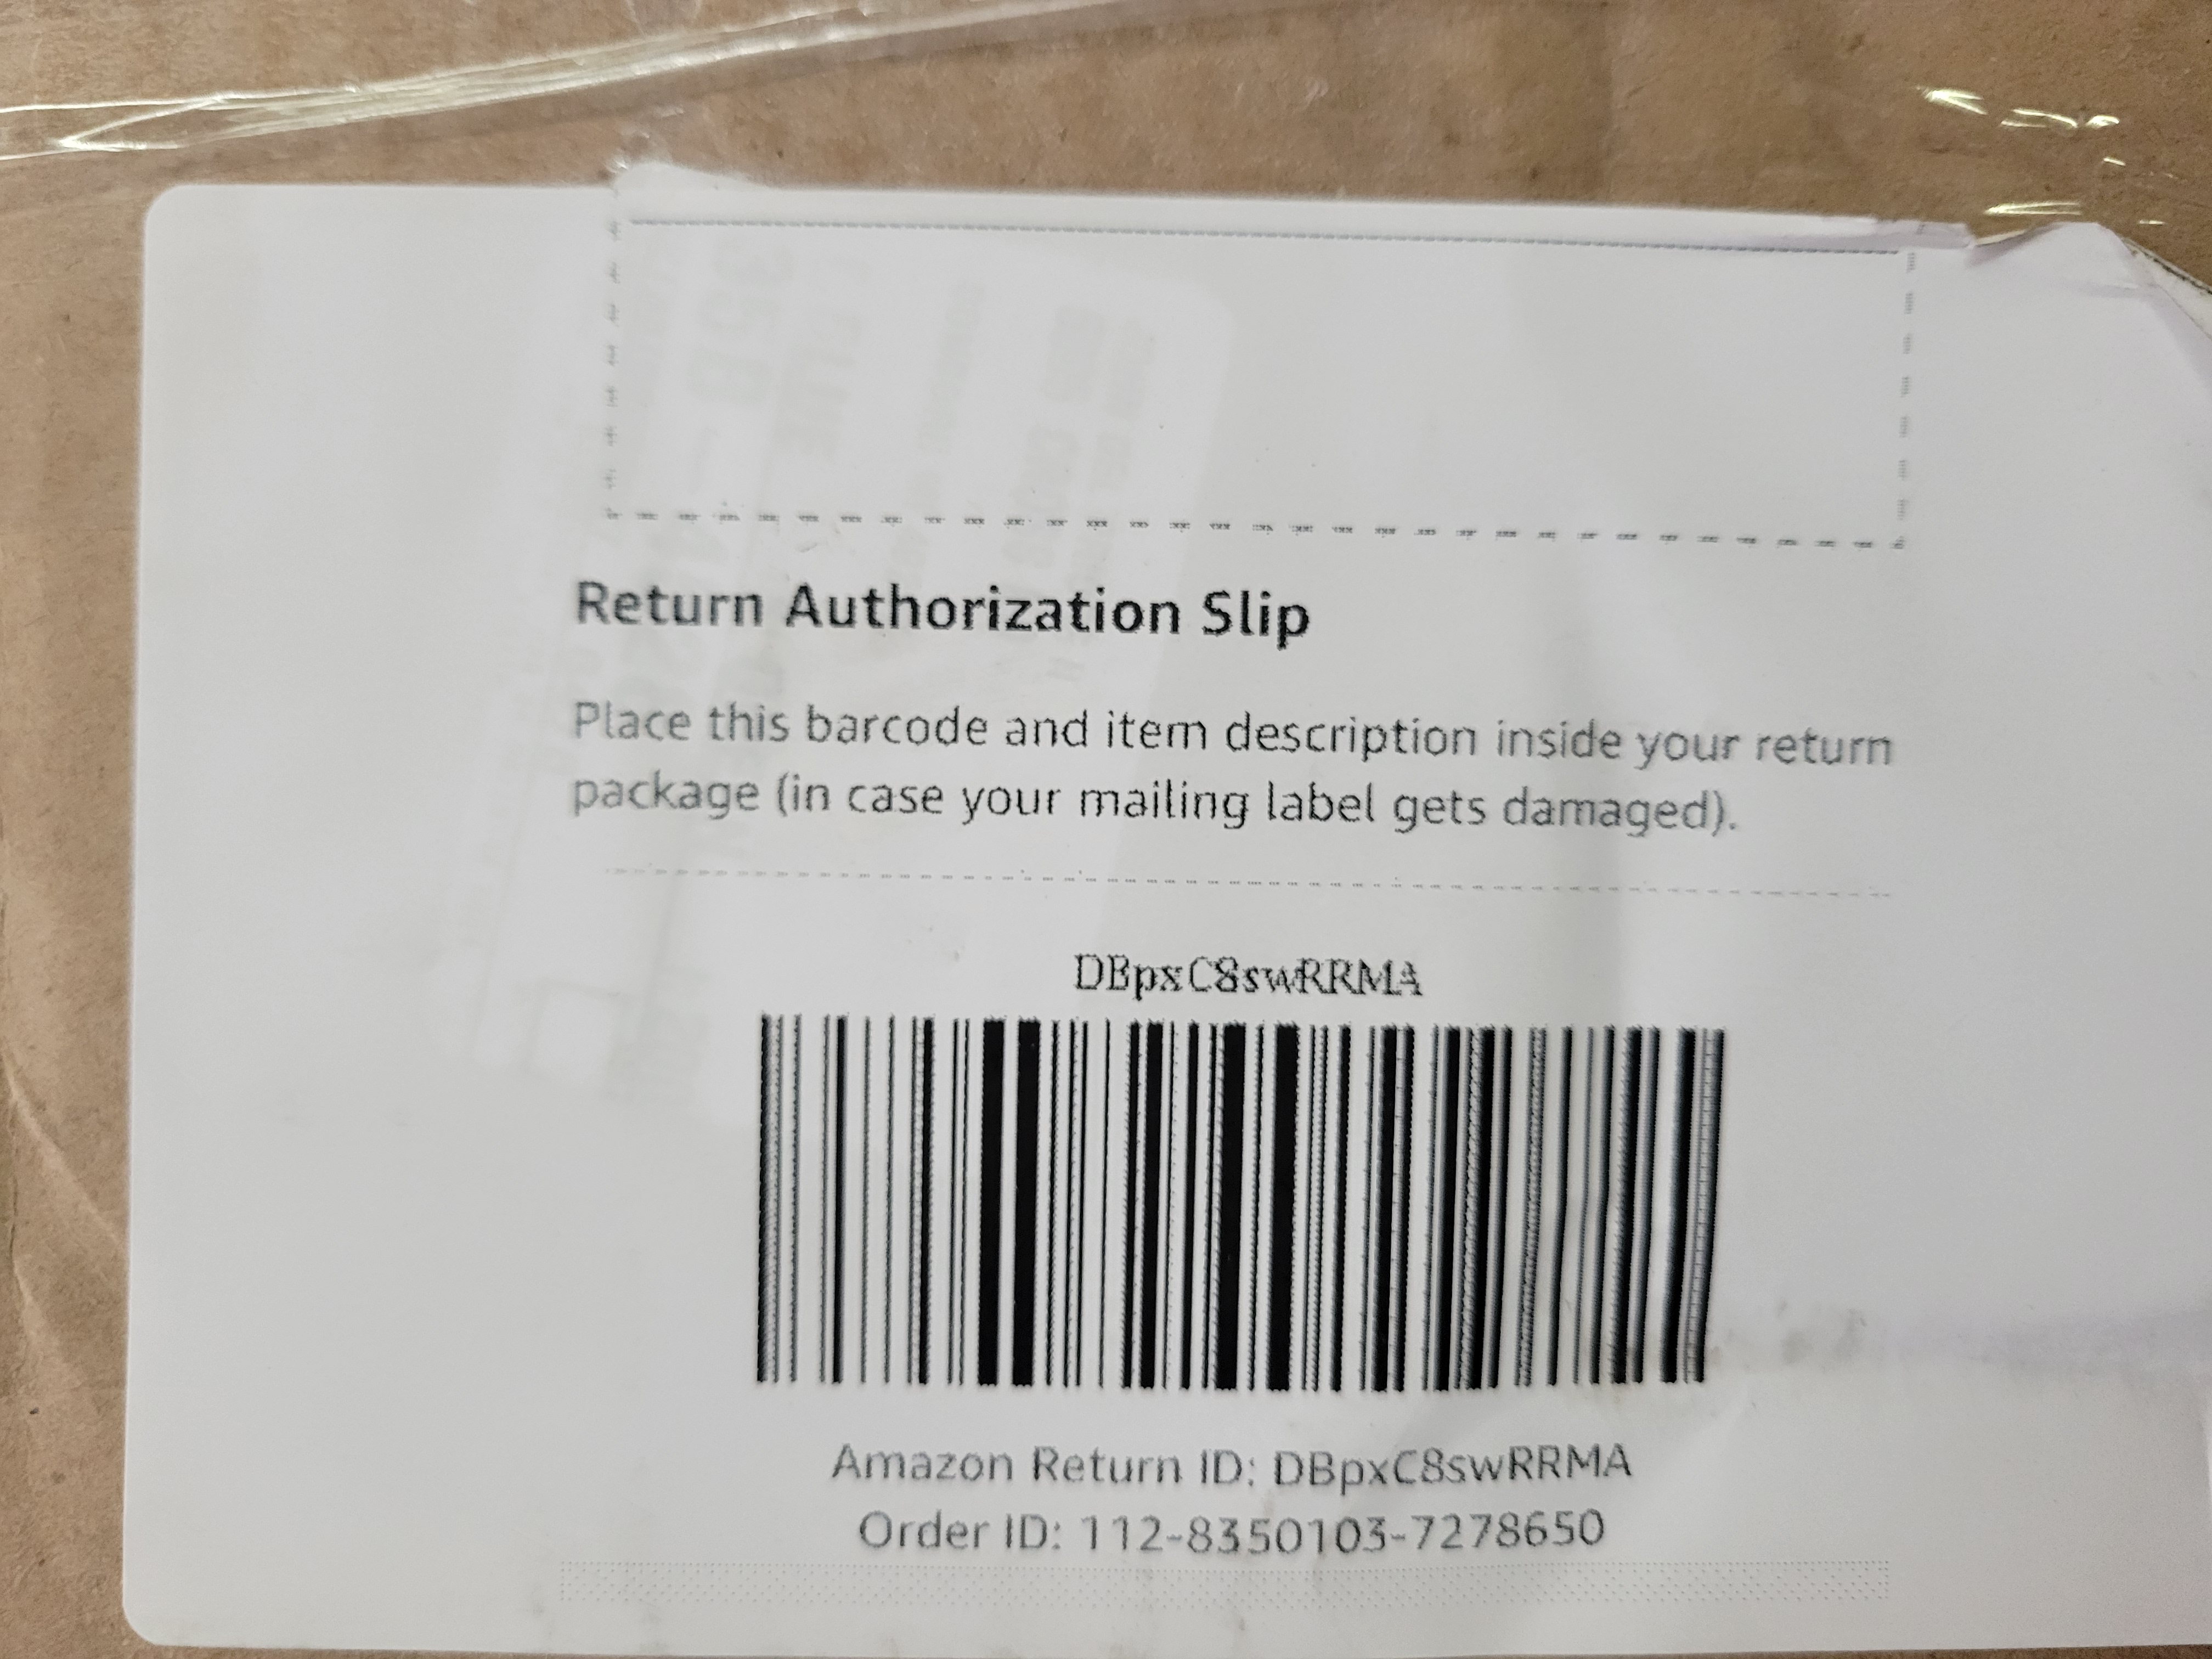 Return Authorization Slip
Place this barcode and item description inside your return
package (in case your mailing label gets damaged).
DBpxC8swRRMA
Amazon Return ID: DBpxC8swRRMA
Order ID: 112-8350103-7278650